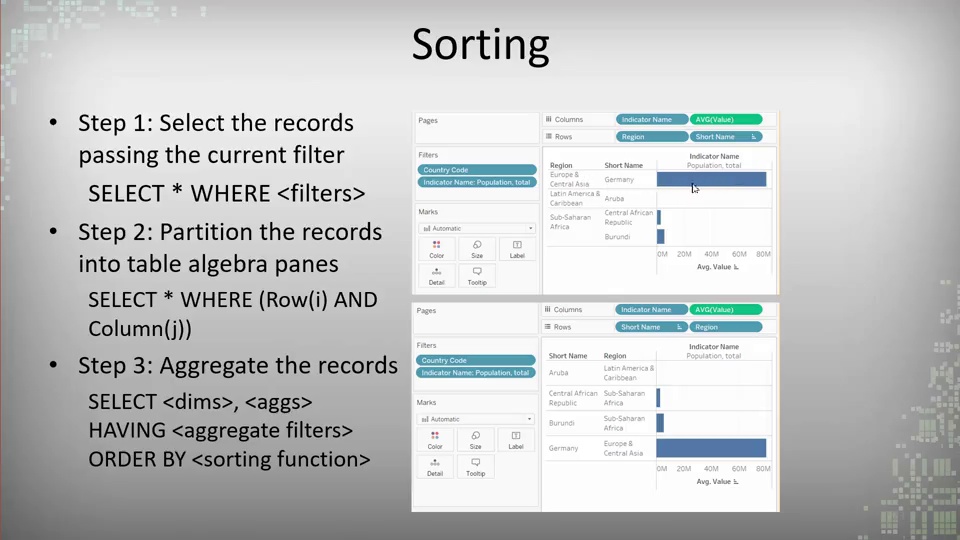 Sorting
• Step 1: Select the records
passing the current filter
SELECT * WHERE <filters>
• Step 2: Partition the records
into table algebra panes
SELECT * WHERE (Row(i) AND
Column(j))
• Step 3: Aggregate the records
SELECT <dims>, <aggs>
HAVING <aggregate filters>
ORDER BY <sorting function>
Pages
Filters
Country Code
Indicator Name: Population, total
Marks
Automatic
Color Size Label
Detail Tooltip
Columns Indicator Name AVG(Value)
Rows Region Short Name
Indicator Name
Region Short Name Population, total
Europe &
Central Asia Germany
Latin America &
Caribbean Aruba
Sub-Saharan
Africa Central African
Republic
Burundi
0M 20M 40M 60M 80M
Avg. Value
Pages
Filters
Country Code
Indicator Name: Population, total
Marks
Automatic
Color Size Label
Detail Tooltip
Columns Indicator Name AVG(Value)
Rows Short Name Region
Indicator Name
Short Name Region Population, total
Aruba Latin America &
Caribbean
Central African
Republic Sub-Saharan
Africa
Burundi Sub-Saharan
Africa
Germany Europe &
Central Asia
0M 20M 40M 60M 80M
Avg. Value